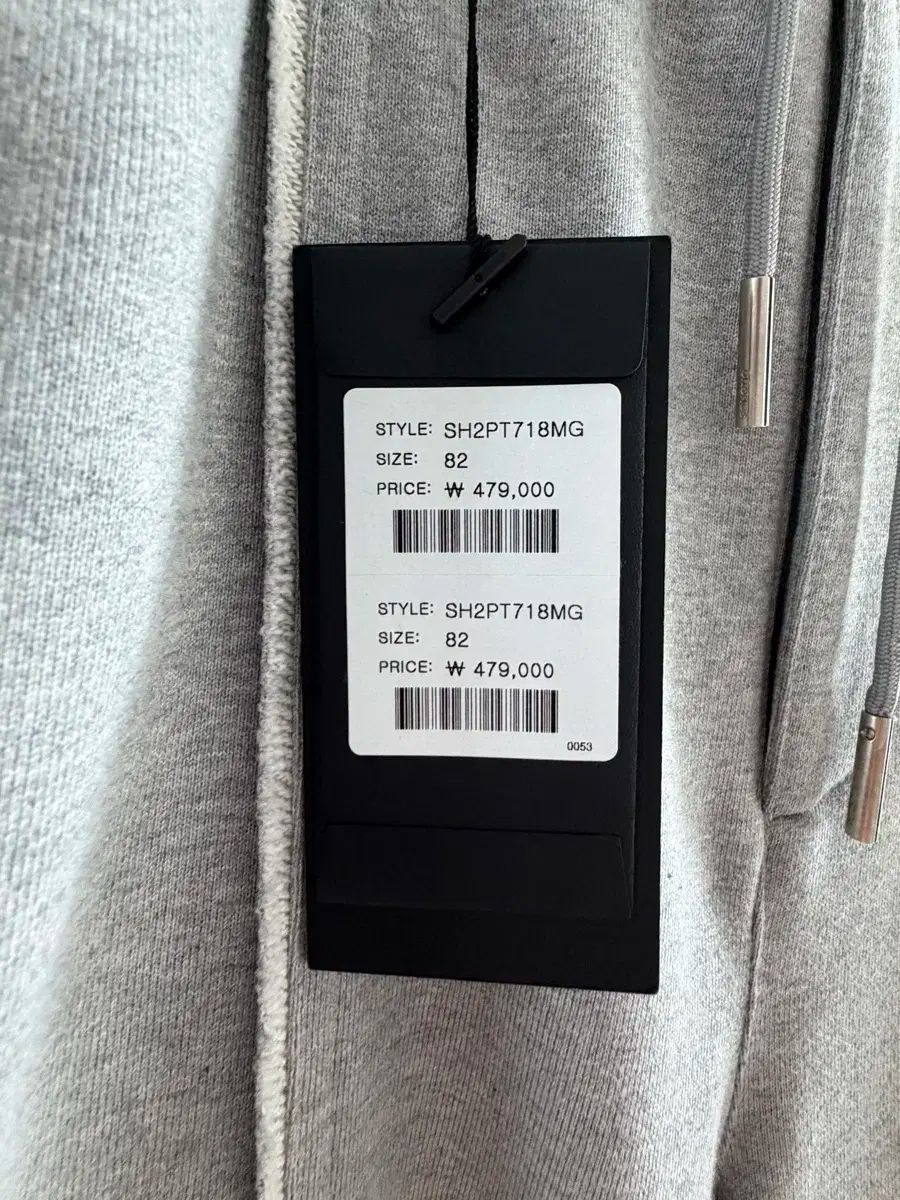 STYLE: SH2PT718MG
SIZE: 82
PRICE: ₩ 479,000
STYLE: SH2PT718MG
SIZE: 82
PRICE: ₩ 479,000
0053